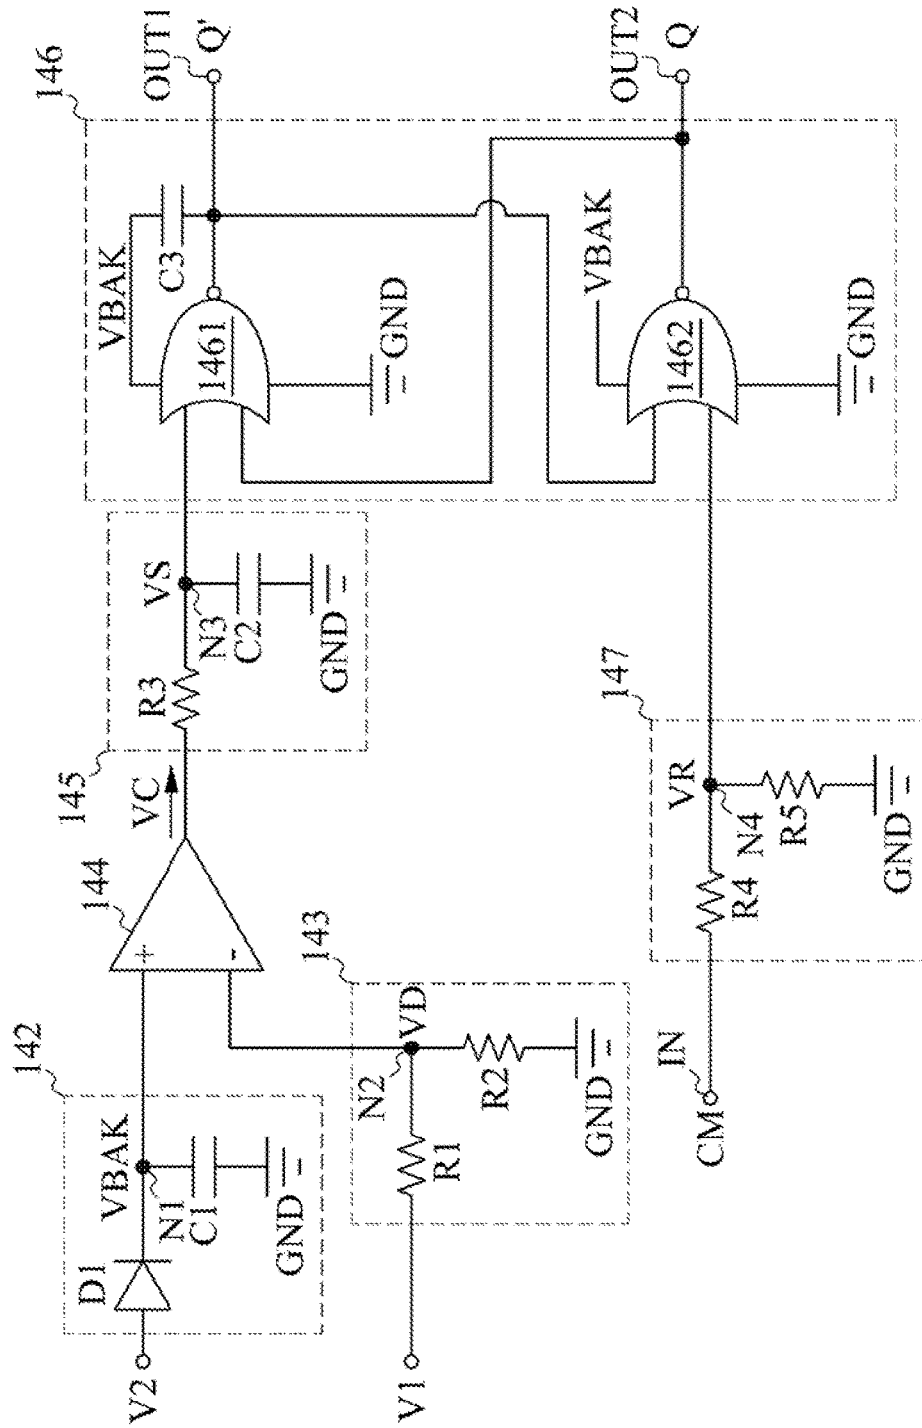 146
OUT1
Q'
OUT2
Q
VBAK
C3
1461
GND
VBAK
1462
GND
145
VC
R3
VS
N3
C2
GND
147
VR
N4
R4
R5
GND
144
+
-
142
VBAK
D1
N1
C1
GND
V2
143
VD
N2
R1
R2
GND
V1
IN
CM